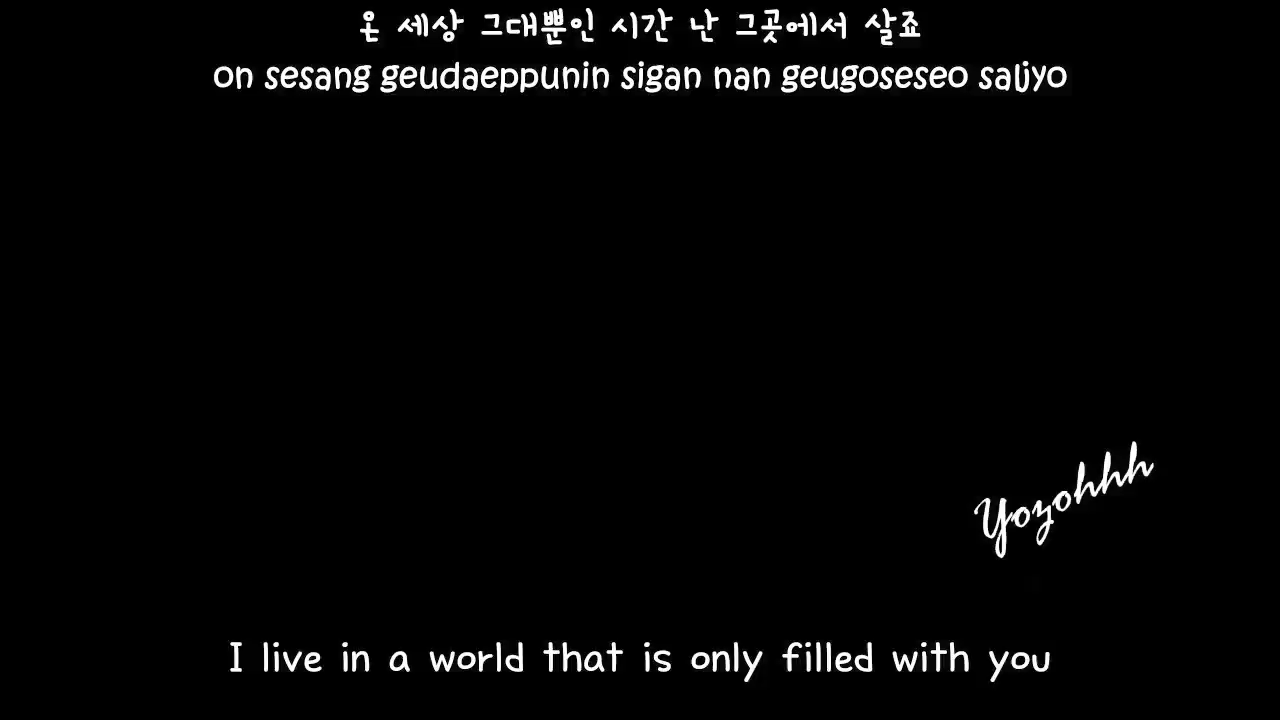 온 세상 그대뿐인 시간 난 그곳에서 살죠
on sesang geudaeppunin sigan nan geugoseseo saljyo
Yozohhh
I live in a world that is only filled with you